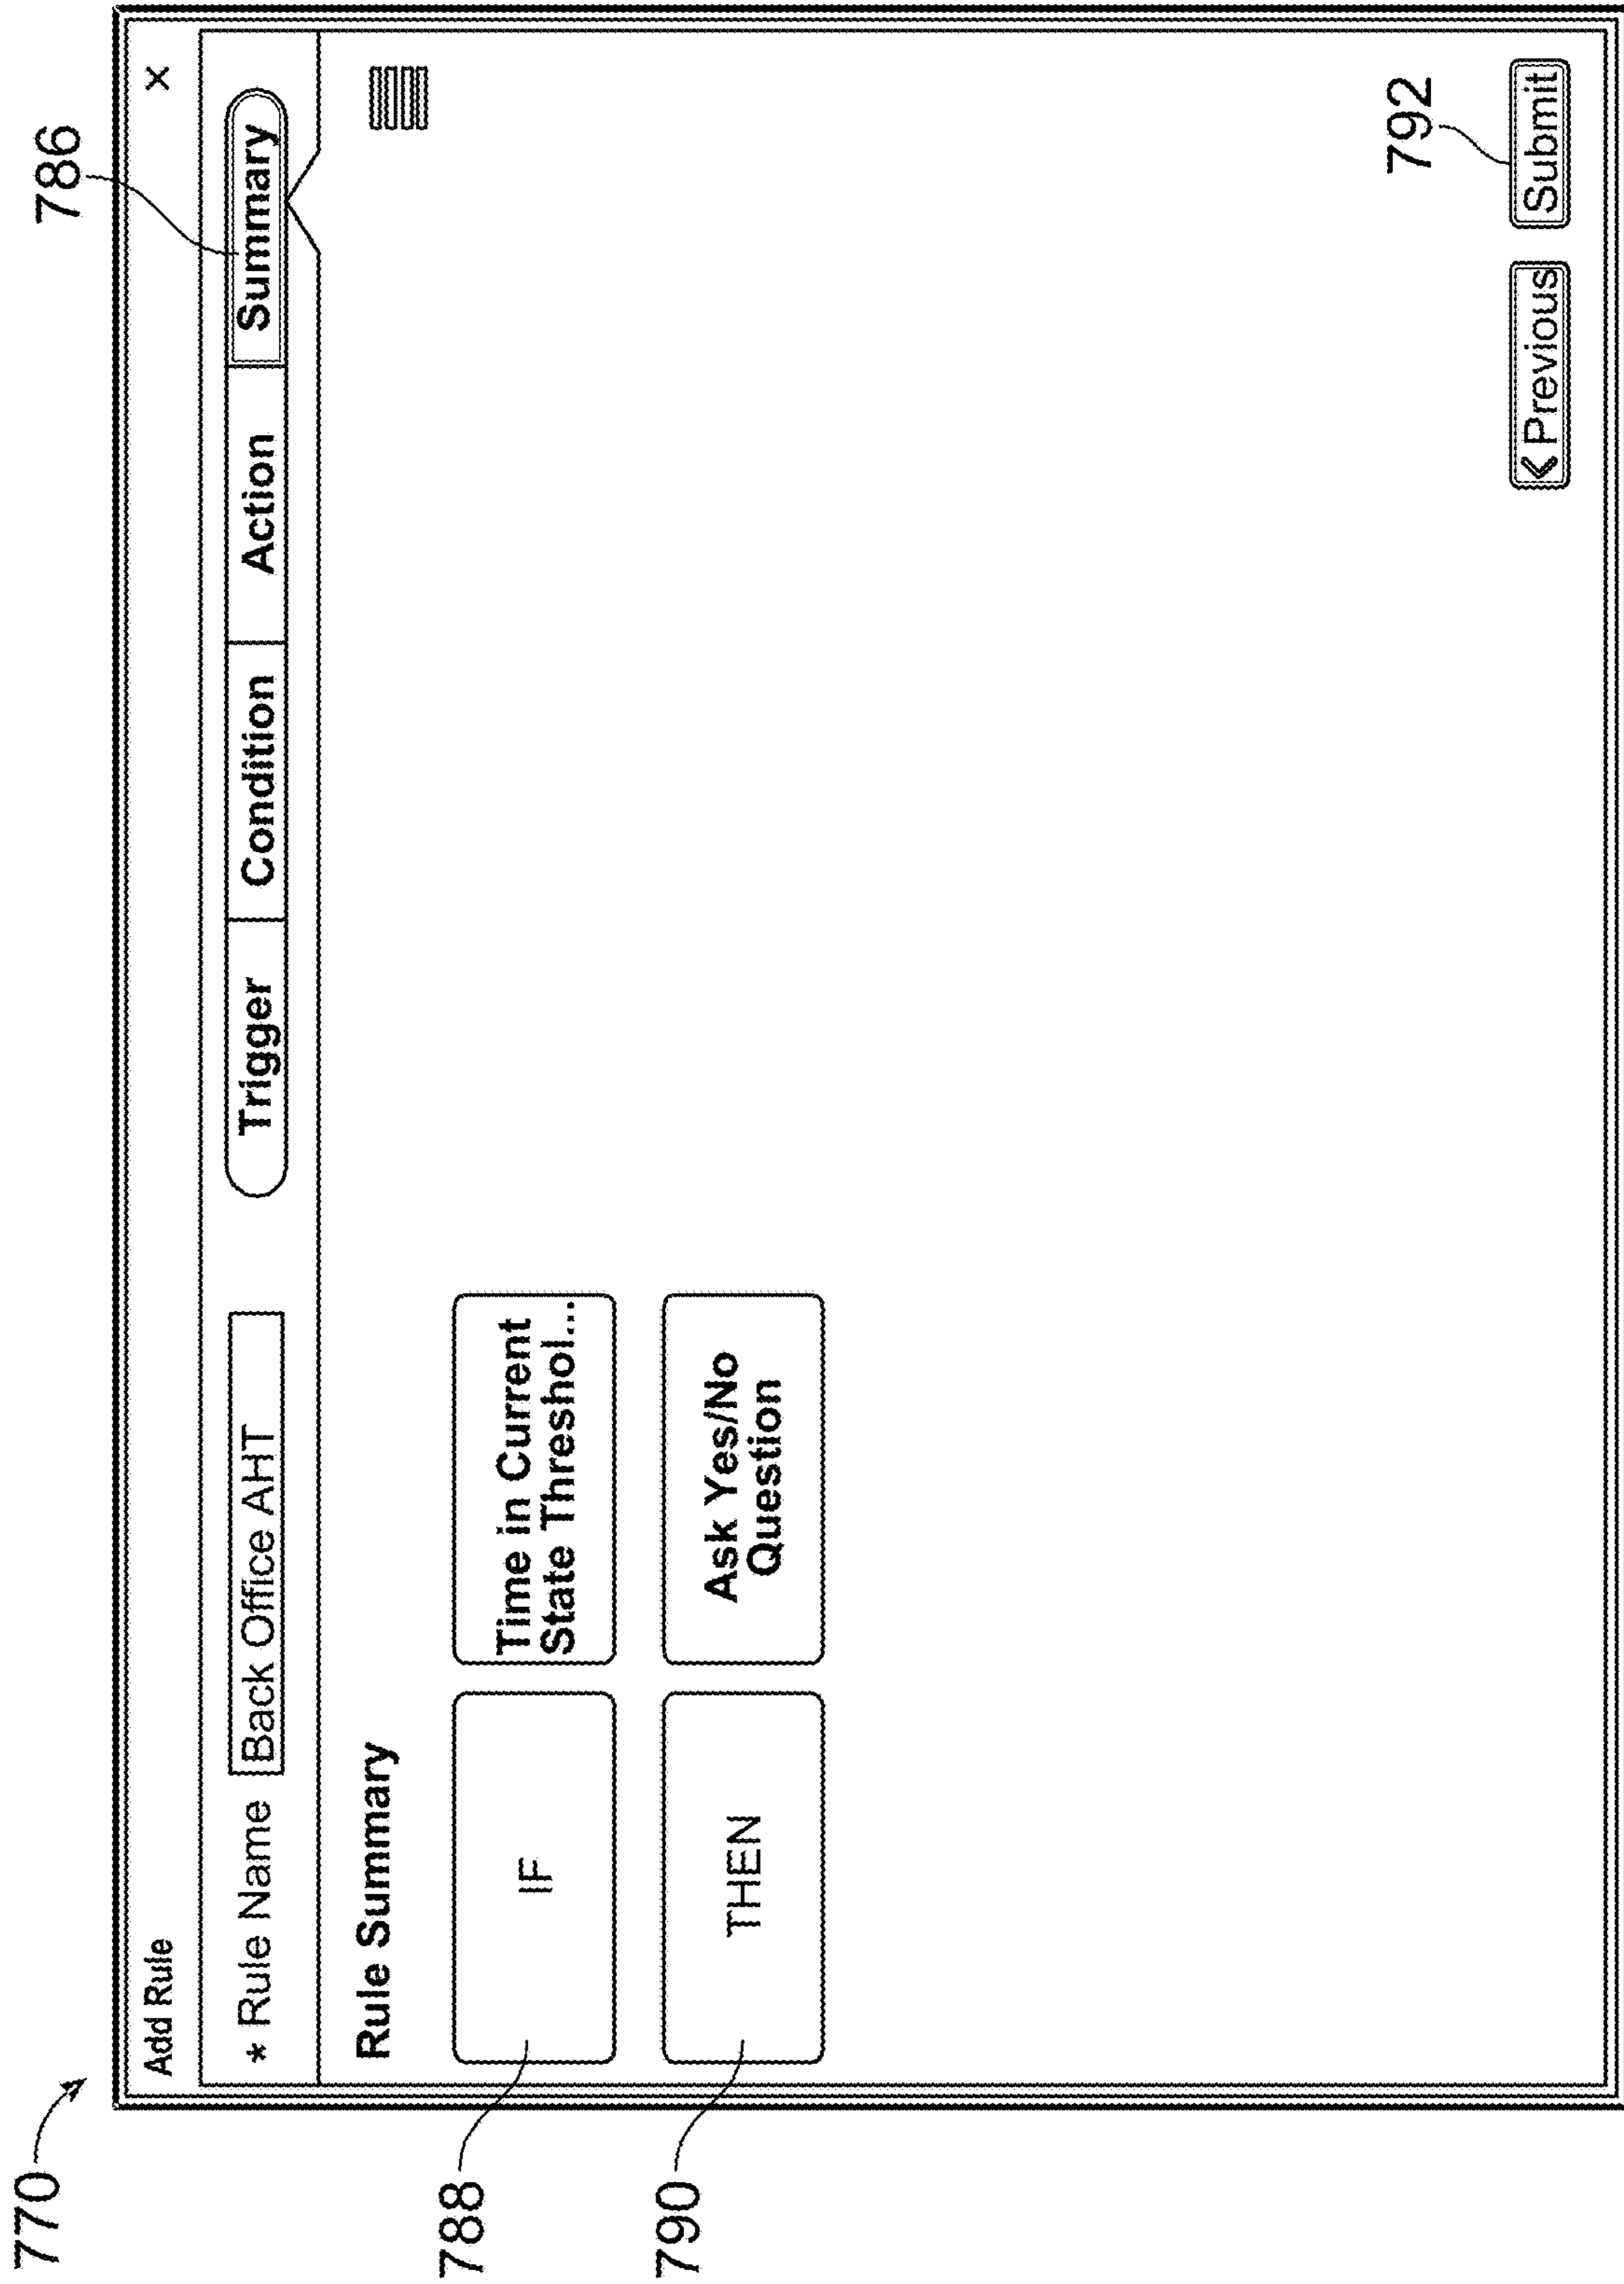 770
786
Add Rule
×
* Rule Name
Back Office AHT
Trigger
Condition
Action
Summary
Rule Summary
788
IF
Time in Current
State Threshol...
790
THEN
Ask Yes/No
Question
792
Previous
Submit